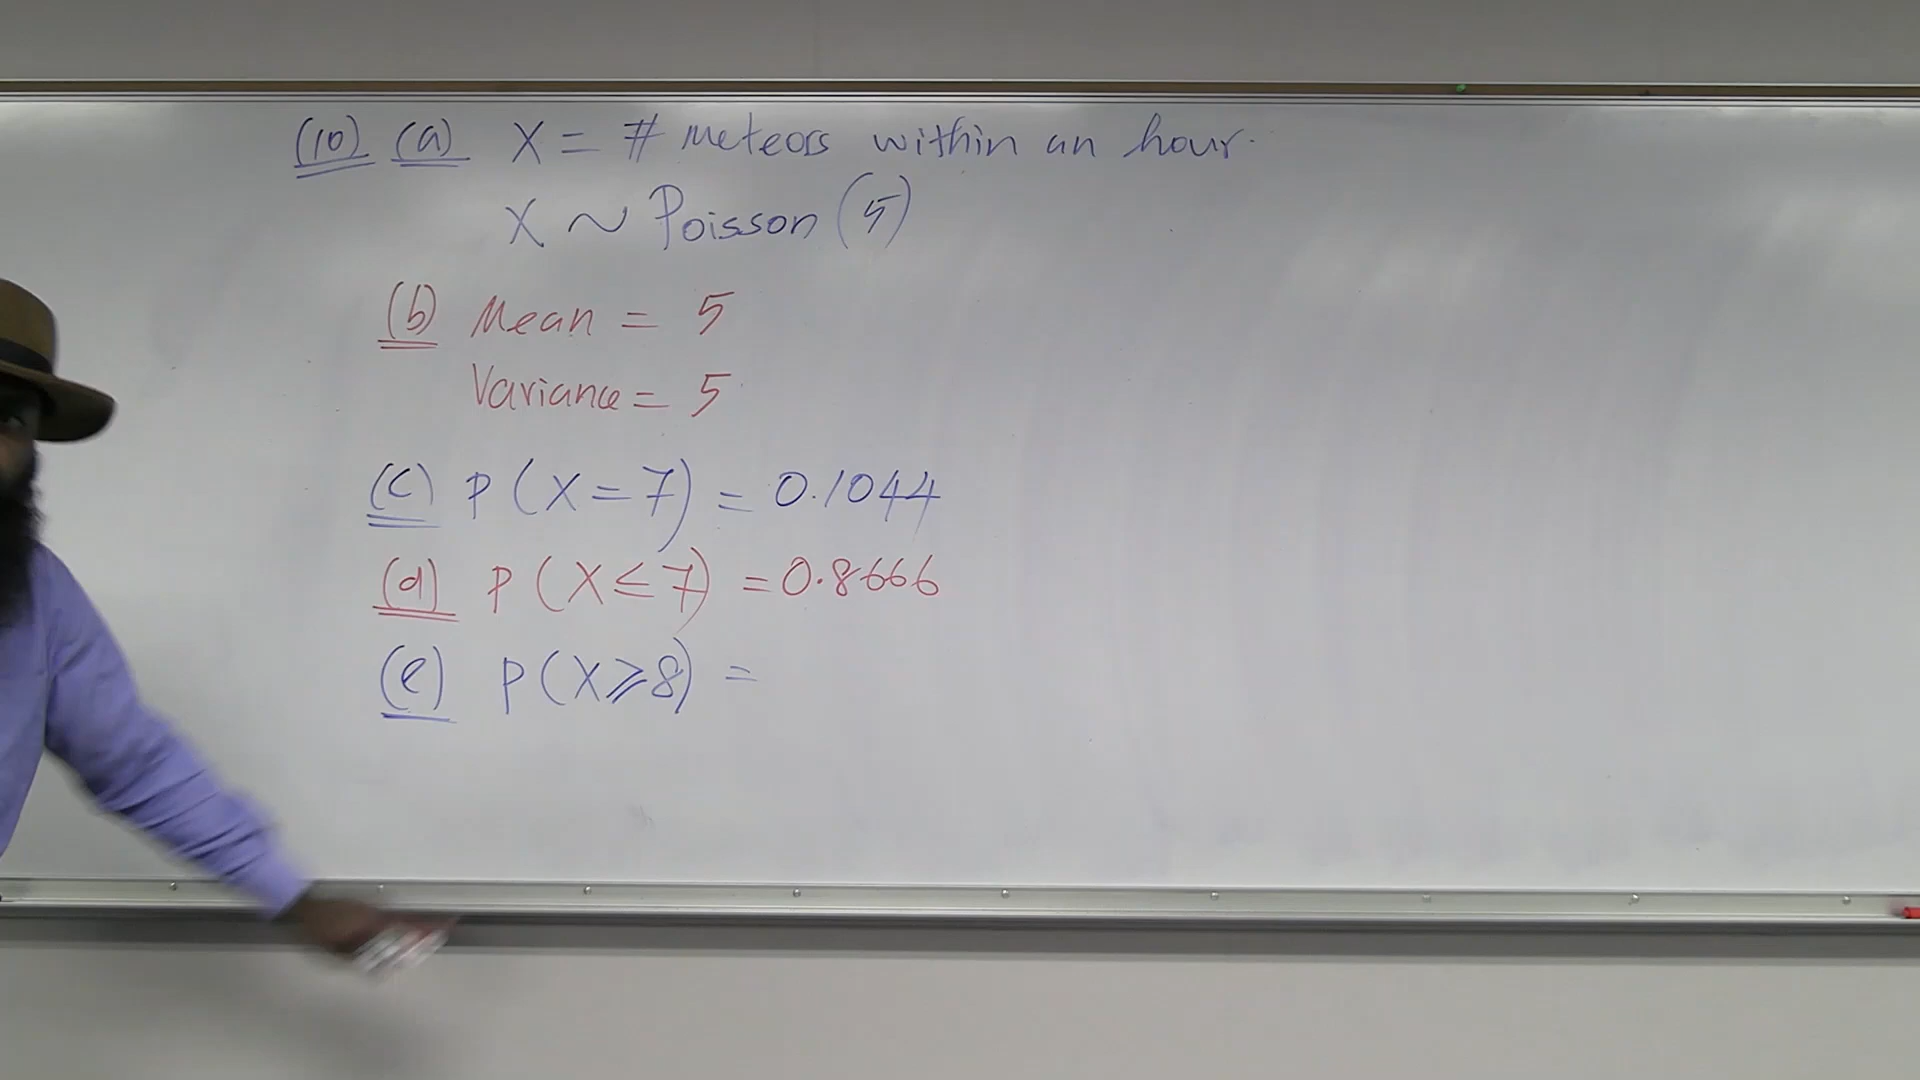 (10) (a) X = # meteors within an hour.
X ~ Poisson (5)
(b) Mean = 5
Variance = 5
(c) P(X=7) = 0.1044
(d) P(X≤7) = 0.8666
(e) P(X⩾8) =